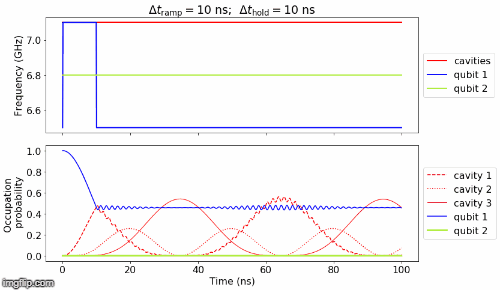 Δt_ramp = 10 ns; Δt_hold = 10 ns
Frequency (GHz)
7.0
6.8
6.6
cavities
qubit 1
qubit 2
Occupation
probability
1.0
0.8
0.6
0.4
0.2
0.0
cavity 1
cavity 2
cavity 3
qubit 1
qubit 2
0 20 40 60 80 100
Time (ns)
imgflip.com